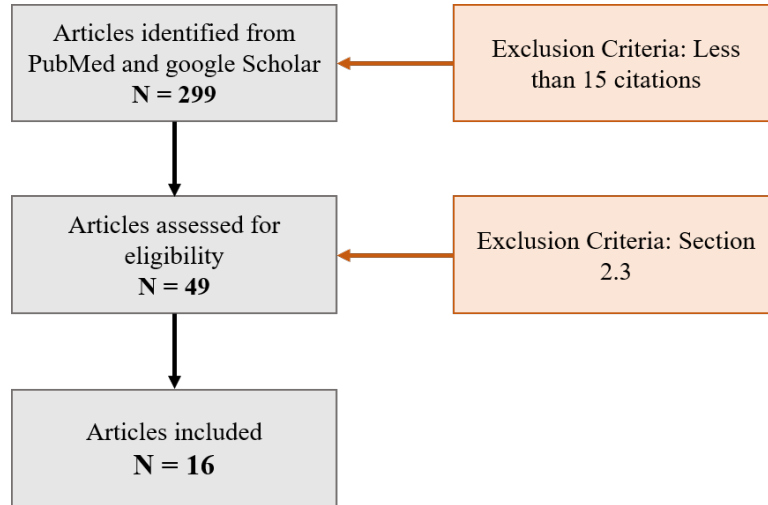 Articles identified from
PubMed and google Scholar
N = 299
Exclusion Criteria: Less
than 15 citations
Articles assessed for
eligibility
N = 49
Exclusion Criteria: Section
2.3
Articles included
N = 16